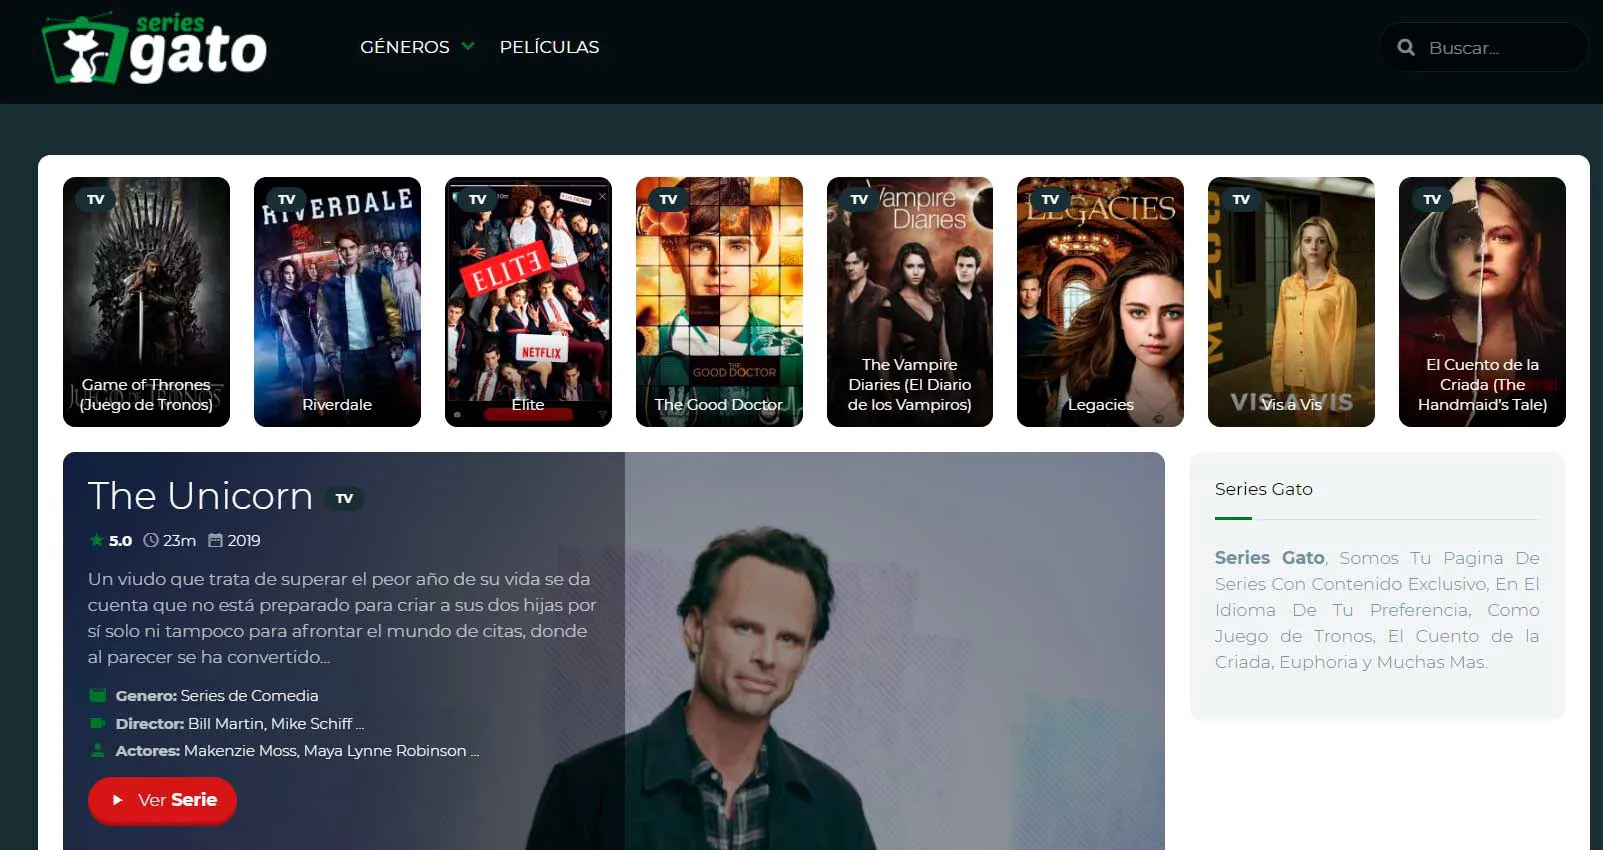 series
gato
GÉNEROS
PELÍCULAS
Buscar...
TV
Game of Thrones
(Juego de Tronos)
TV
RIVERDALE
Riverdale
TV
ELITE
NETFLIX
Élite
TV
THE
GOOD DOCTOR
The Good Doctor
TV
Vampire
Diaries
The Vampire
Diaries (El Diario
de los Vampiros)
TV
LEGACIES
Legacies
TV
VIS A VIS
Vis a Vis
TV
El Cuento de la
Criada (The
Handmaid's Tale)
The Unicorn TV
5.0 23m 2019
Un viudo que trata de superar el peor año de su vida se da
cuenta que no está preparado para criar a sus dos hijas por
sí solo ni tampoco para afrontar el mundo de citas, donde
al parecer se ha convertido...
Genero: Series de Comedia
Director: Bill Martin, Mike Schiff ...
Actores: Makenzie Moss, Maya Lynne Robinson ...
Ver Serie
Series Gato
Series Gato, Somos Tu Pagina De
Series Con Contenido Exclusivo, En El
Idioma De Tu Preferencia, Como
Juego de Tronos, El Cuento de la
Criada, Euphoria y Muchas Mas.